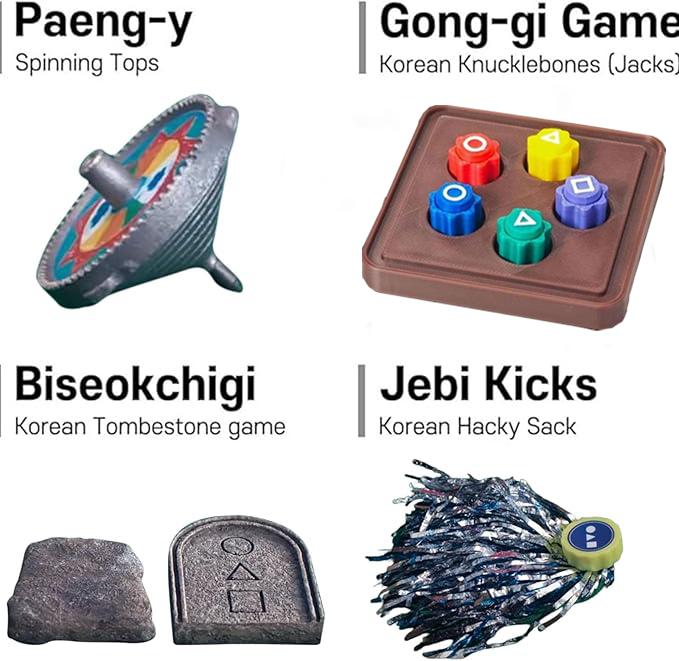 Paeng-y
Spinning Tops
Gong-gi Game
Korean Knucklebones (Jacks)
Biseokchigi
Korean Tombestone game
Jebi Kicks
Korean Hacky Sack